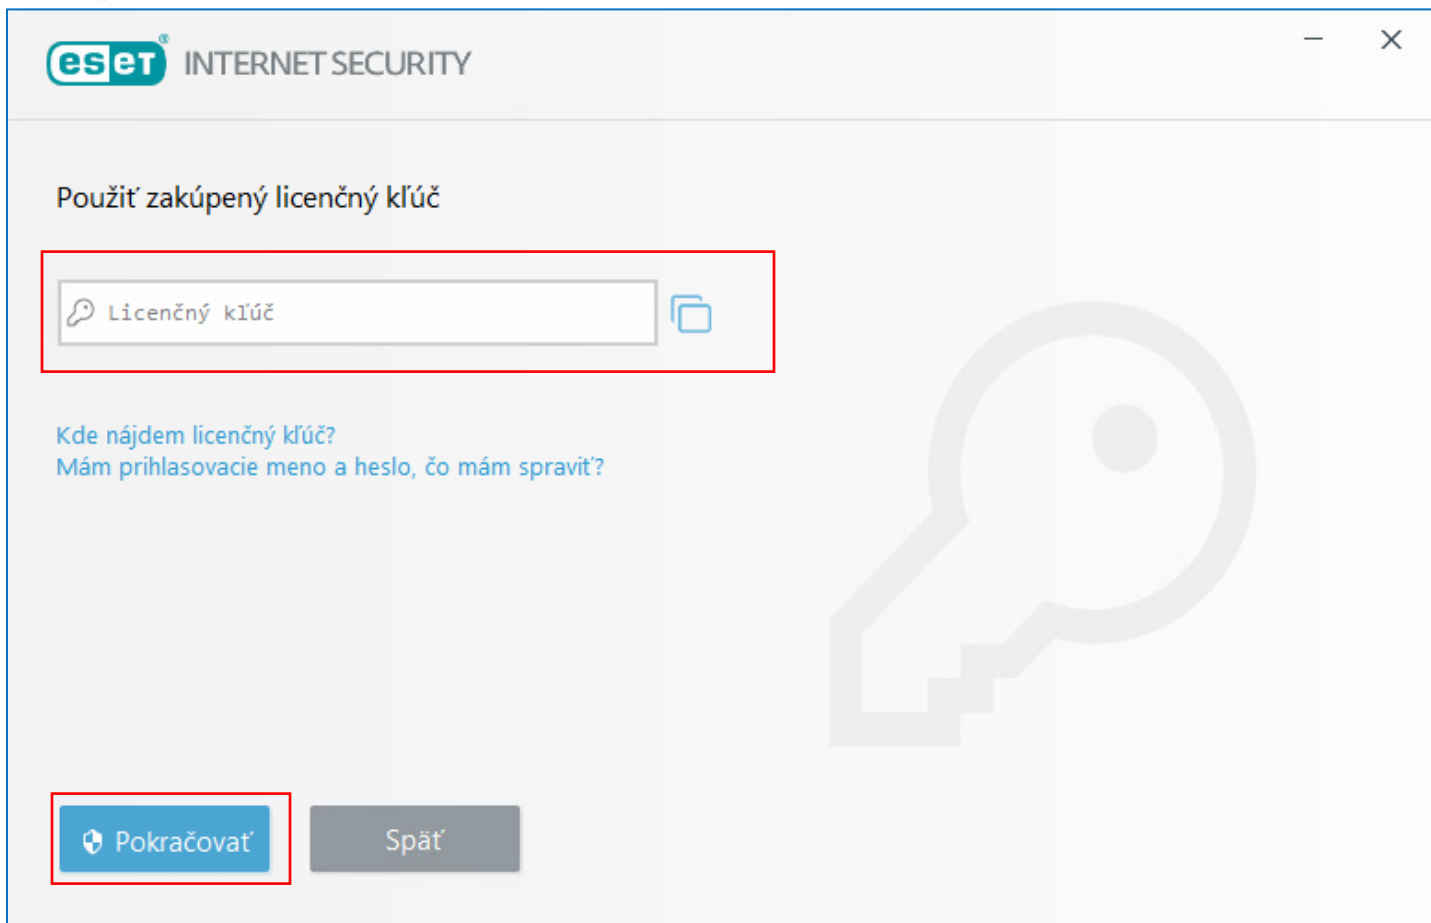 eset® INTERNET SECURITY
Použiť zakúpený licenčný kľúč
Licenčný kľúč
Kde nájdem licenčný kľúč?
Mám prihlasovacie meno a heslo, čo mám spraviť?
Pokračovať
Späť